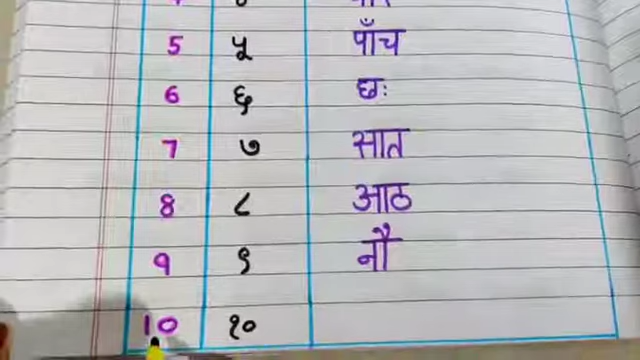 5 ५ पाँच
6 ६ छः
7 ७ सात
8 ८ आठ
9 ९ नौ
10 १०